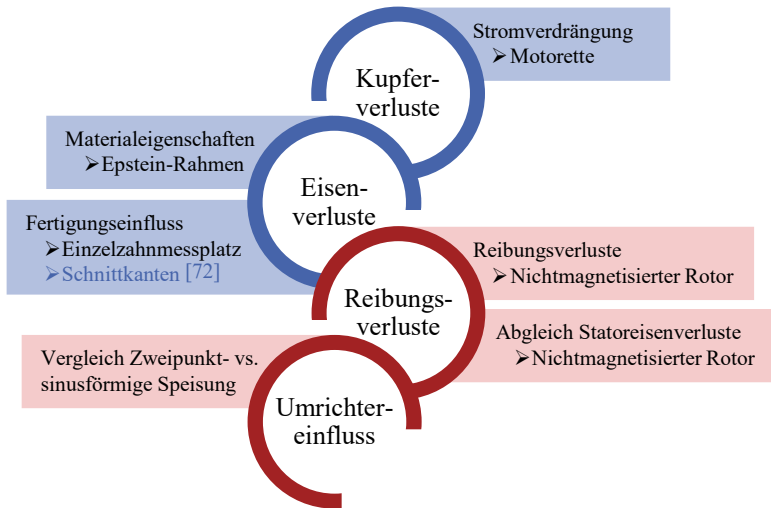 Stromverdrängung
➤ Motorette
Kupfer-
verluste
Materialeigenschaften
➤ Epstein-Rahmen
Eisen-
verluste
Fertigungseinfluss
➤ Einzelzahnmessplatz
➤ Schnittkanten [72]
Reibungsverluste
➤ Nichtmagnetisierter Rotor
Reibungs-
verluste
Abgleich Statoreisenverluste
➤ Nichtmagnetisierter Rotor
Vergleich Zweipunkt- vs.
sinusförmige Speisung
Umrichter-
einfluss